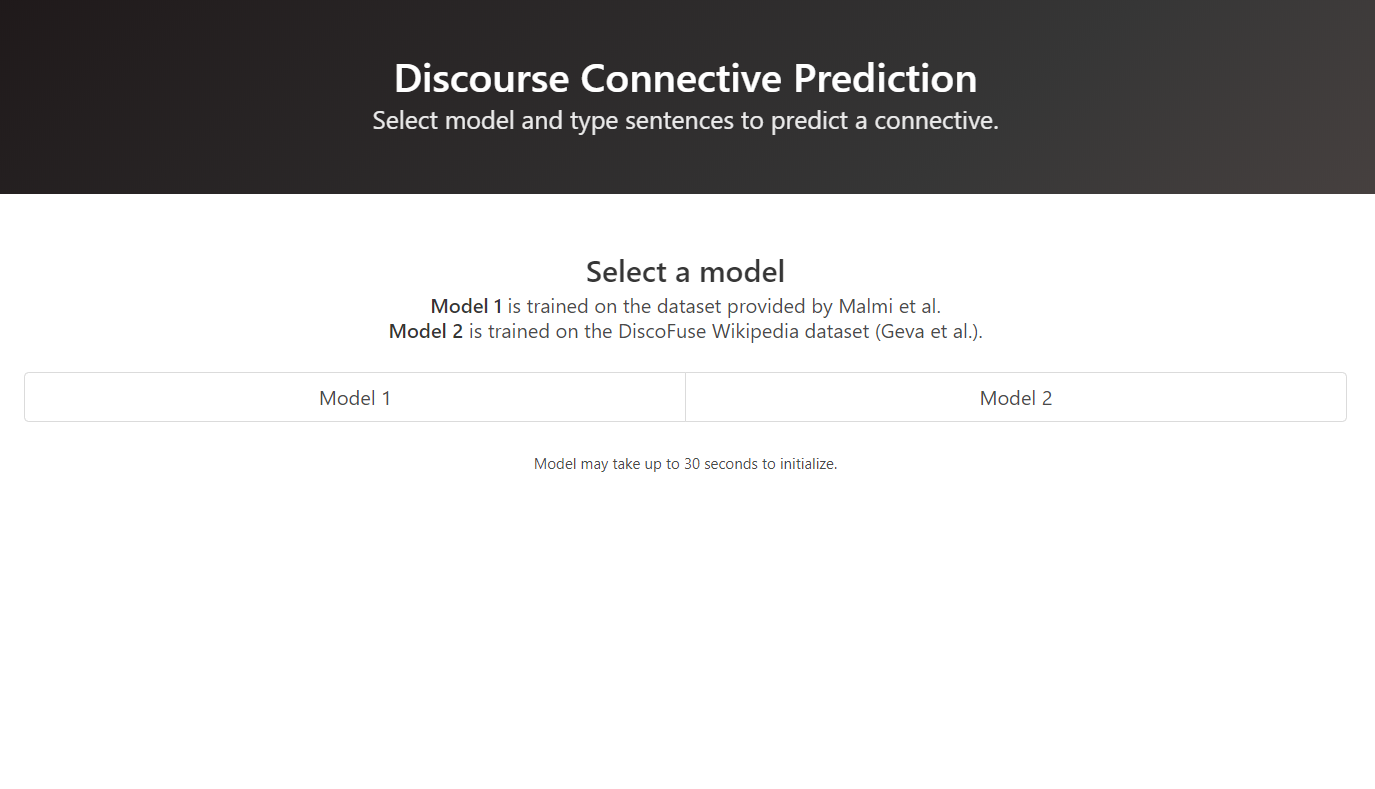 Discourse Connective Prediction
Select model and type sentences to predict a connective.
Select a model
Model 1 is trained on the dataset provided by Malmi et al.
Model 2 is trained on the DiscoFuse Wikipedia dataset (Geva et al.).
Model 1
Model 2
Model may take up to 30 seconds to initialize.